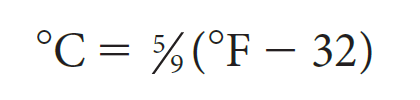 °C = 5/9 (°F − 32)